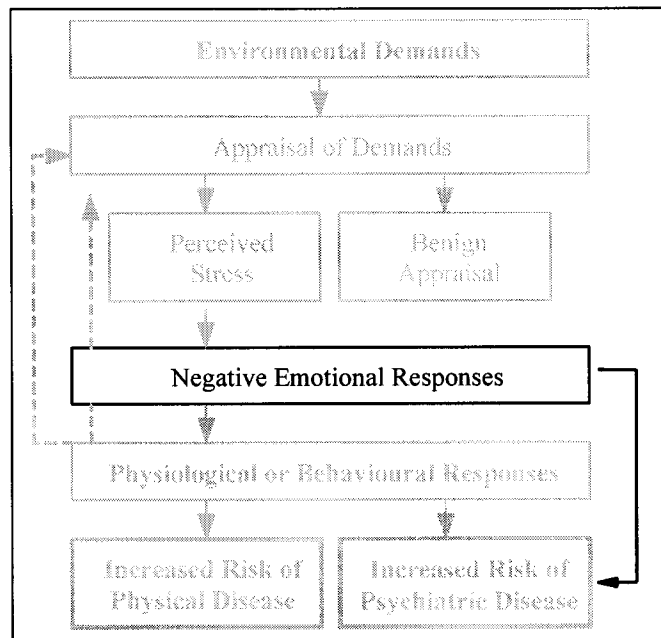 Environmental Demands
Appraisal of Demands
Perceived
Stress
Benign
Appraisal
Negative Emotional Responses
Physiological or Behavioural Responses
Increased Risk of
Physical Disease
Increased Risk of
Psychiatric Disease